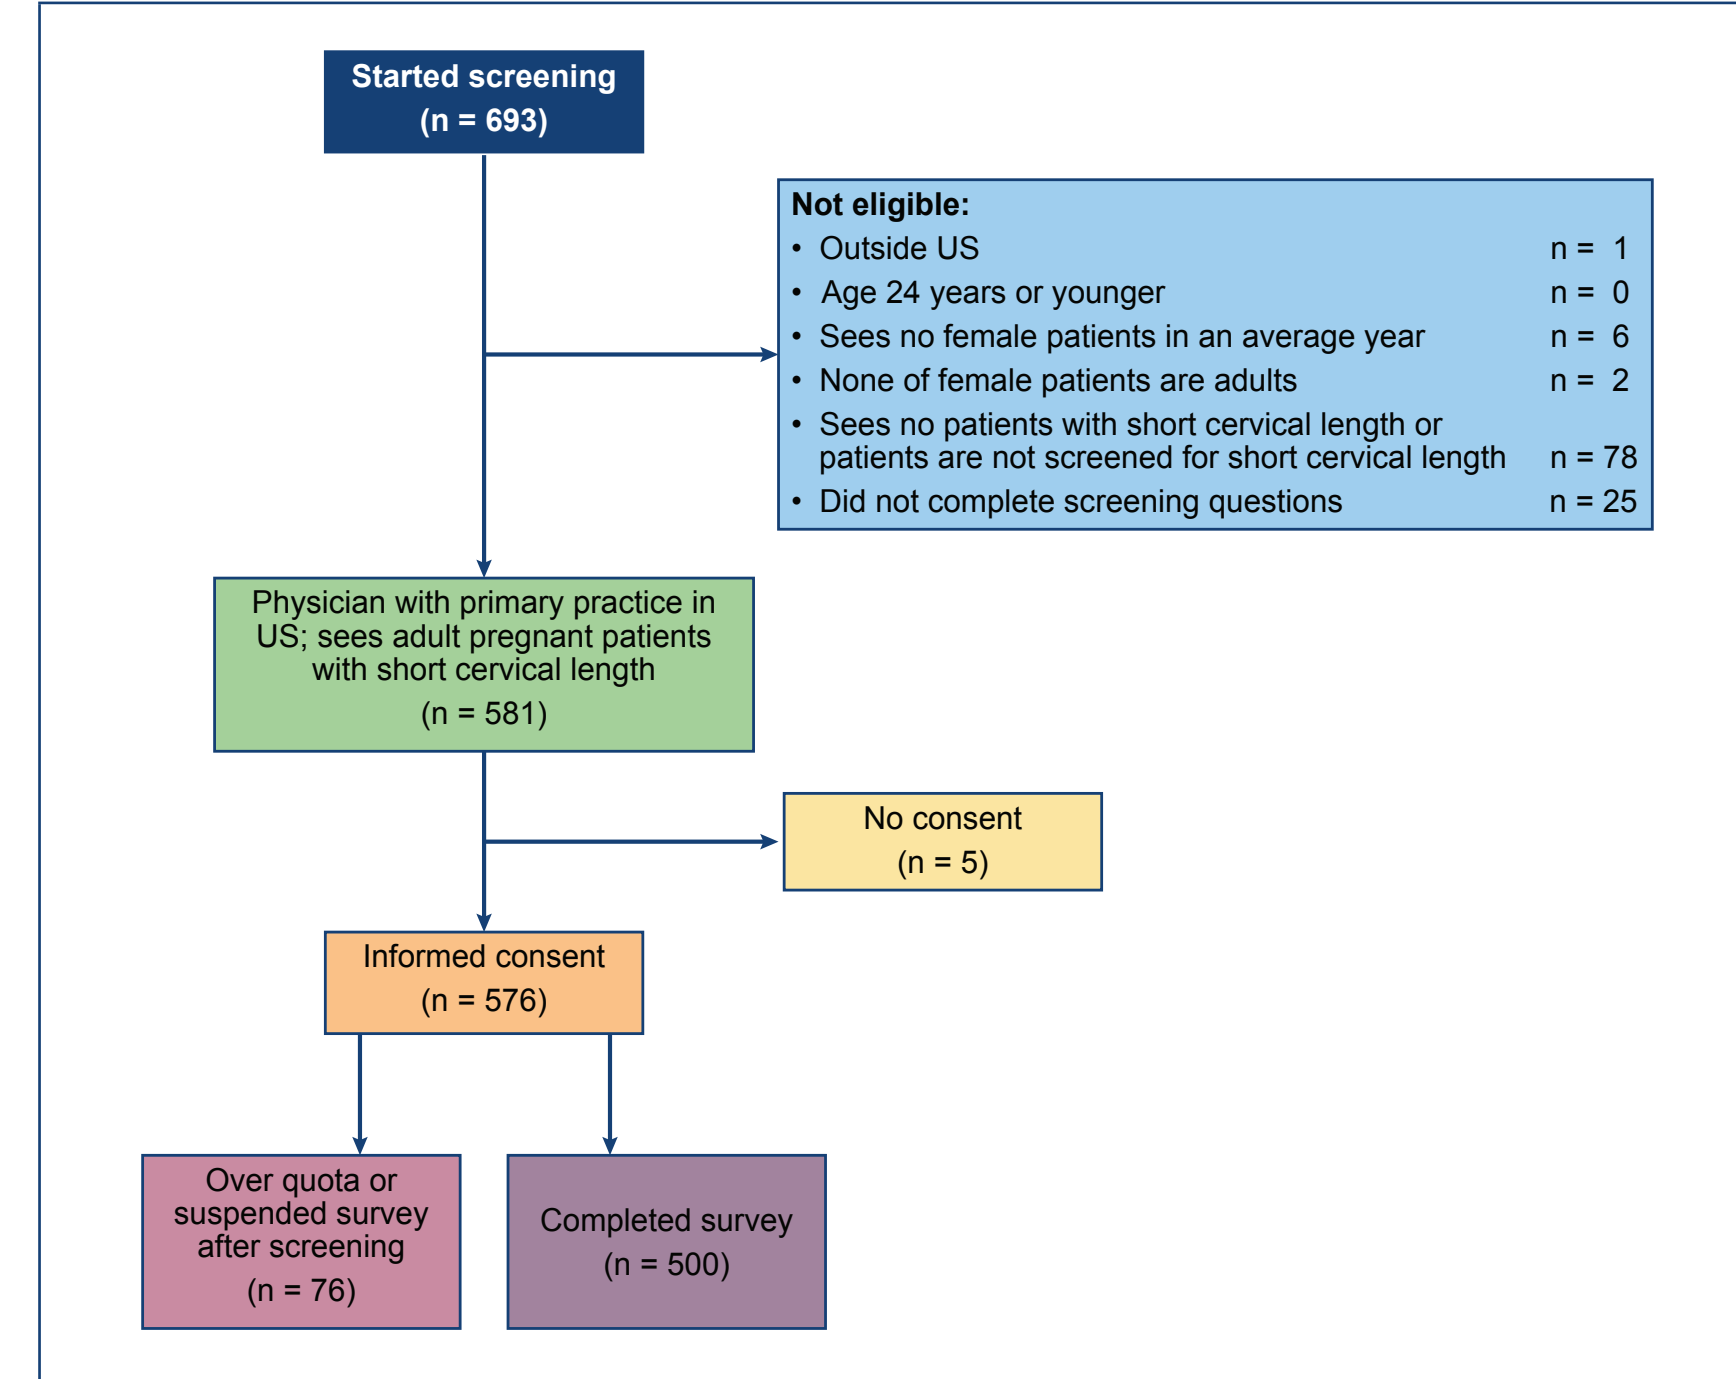 Started screening
(n = 693)
Not eligible:
• Outside US n = 1
• Age 24 years or younger n = 0
• Sees no female patients in an average year n = 6
• None of female patients are adults n = 2
• Sees no patients with short cervical length or
patients are not screened for short cervical length n = 78
• Did not complete screening questions n = 25
Physician with primary practice in
US; sees adult pregnant patients
with short cervical length
(n = 581)
No consent
(n = 5)
Informed consent
(n = 576)
Over quota or
suspended survey
after screening
(n = 76)
Completed survey
(n = 500)